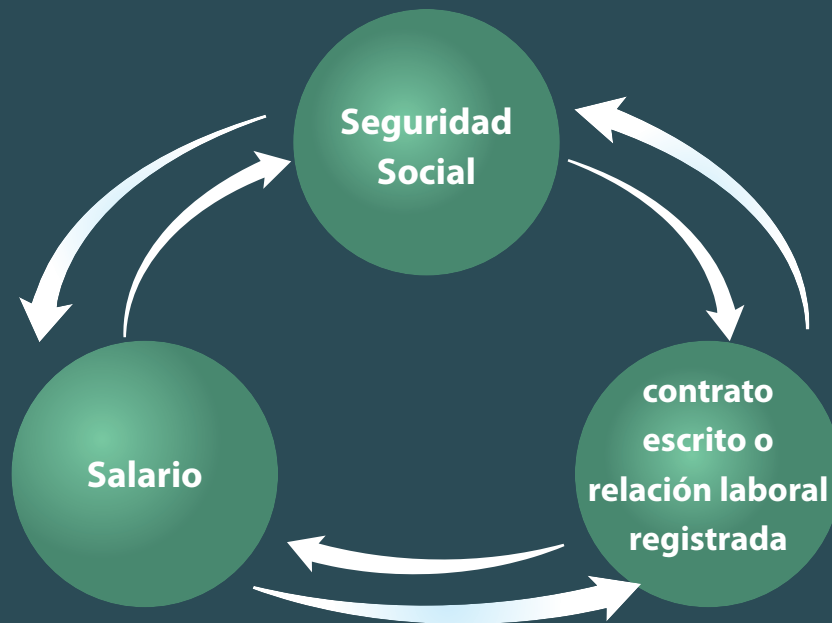 Seguridad
Social
Salario
contrato
escrito o
relación laboral
registrada